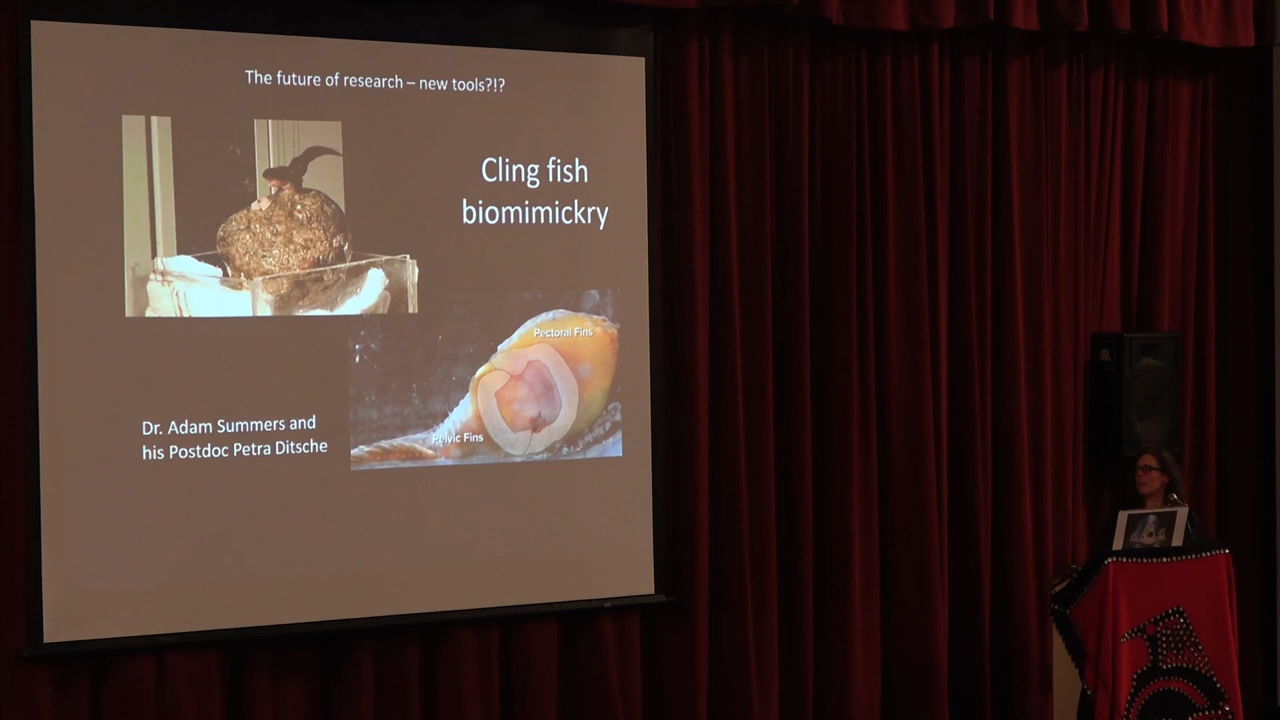 The future of research – new tools?!?
Cling fish
biomimickry
Pectoral Fins
Pelvic Fins
Dr. Adam Summers and
his Postdoc Petra Ditsche
JBL